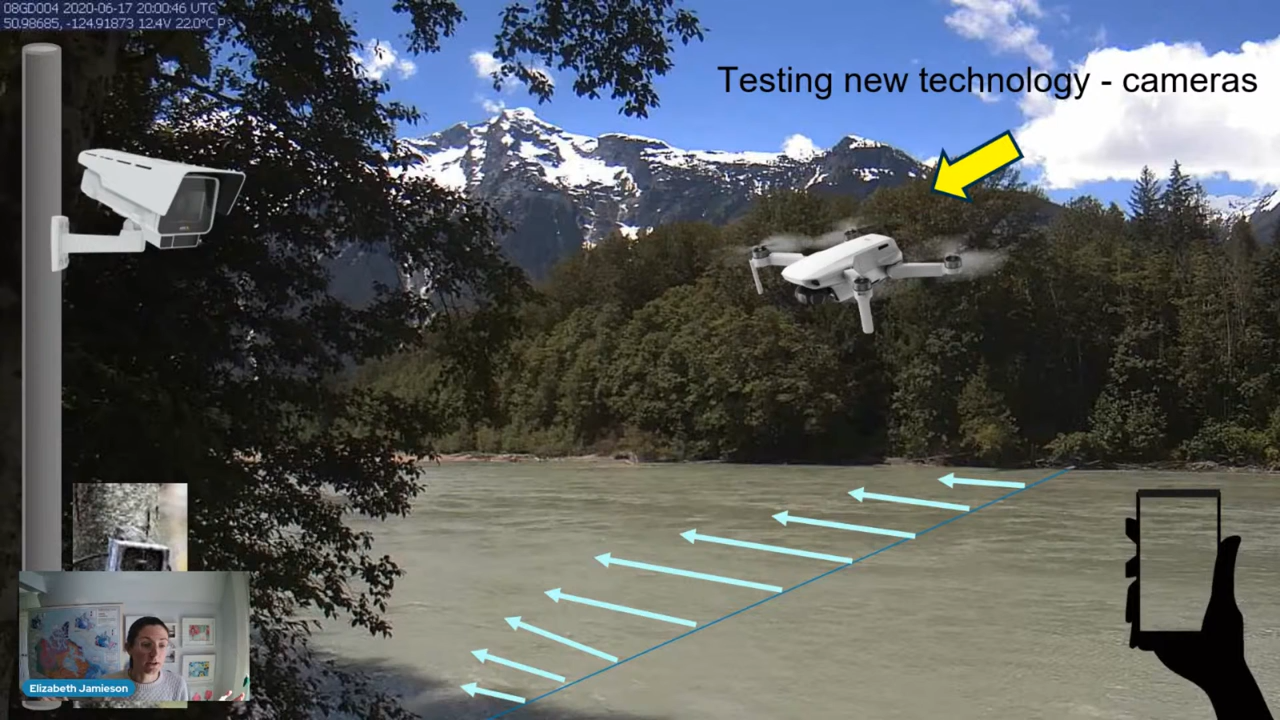 08GD004 2020-06-17 20:00:46 UTC
50.98685, -124.91873 12.4V 22.0°C P
Testing new technology - cameras
Elizabeth Jamieson